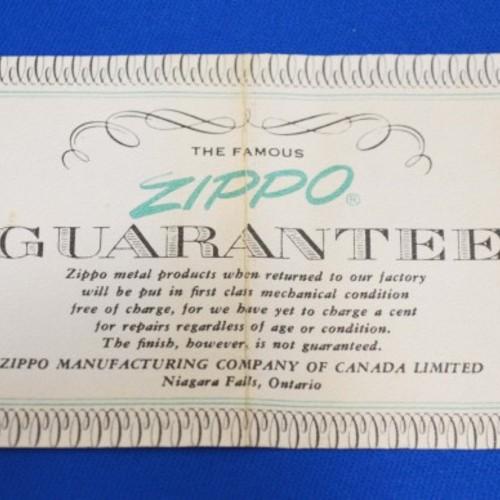 THE FAMOUS
ZIPPO®
GUARANTEE
Zippo metal products when returned to our factory
will be put in first class mechanical condition
free of charge, for we have yet to charge a cent
for repairs regardless of age or condition.
The finish, however, is not guaranteed.
ZIPPO MANUFACTURING COMPANY OF CANADA LIMITED
Niagara Falls, Ontario